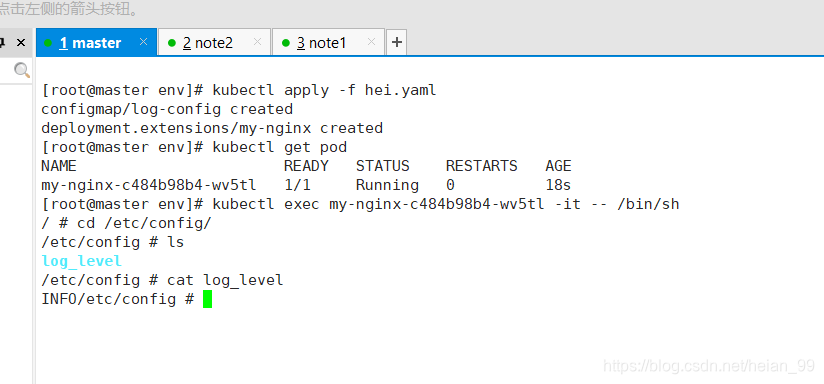 点击左侧的箭头按钮。
1 master × 2 note2 × 3 note1 × +
[root@master env]# kubectl apply -f hei.yaml
configmap/log-config created
deployment.extensions/my-nginx created
[root@master env]# kubectl get pod
NAME                        READY   STATUS    RESTARTS   AGE
my-nginx-c484b98b4-wv5tl   1/1     Running   0          18s
[root@master env]# kubectl exec my-nginx-c484b98b4-wv5tl -it -- /bin/sh
/ # cd /etc/config/
/etc/config # ls
log_level
/etc/config # cat log_level
INFO/etc/config #
https://blog.csdn.net/heian_99